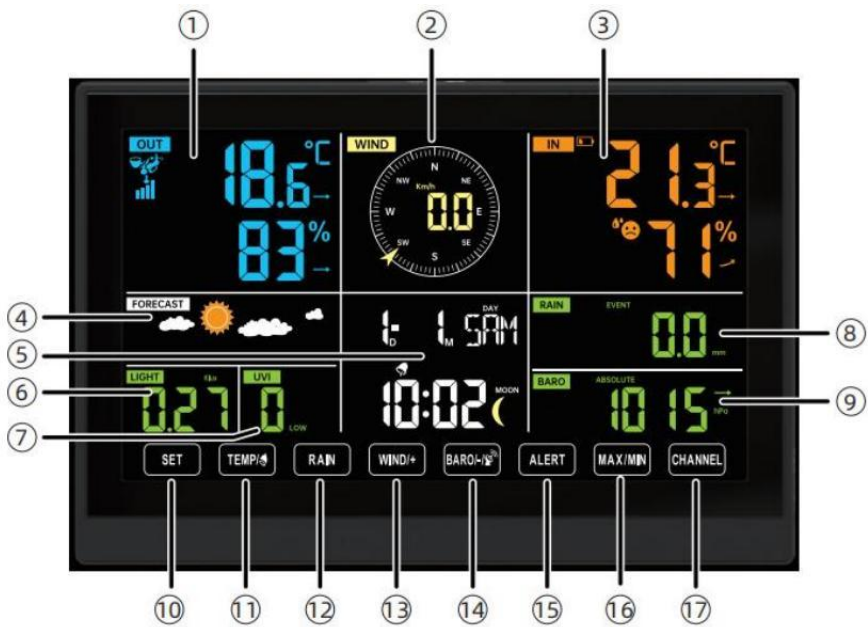 ① ② ③
OUT 18.6 °C
83 %
WIND
N
NW NE
Km/h
W 0.0 E
SW SE
S
IN 21.3 °C
71 %
④ FORECAST
⑤
DAY
1-D 1M SAM
RAIN EVENT
0.0 mm ⑧
⑥ LIGHT Klux
0.27
⑦ UVI
0 LOW
10:02 MOON
BARO ABSOLUTE
1015 hPa ⑨
SET TEMP/ RAIN WIND/+ BARO/-/ ALERT MAX/MIN CHANNEL
⑩ ⑪ ⑫ ⑬ ⑭ ⑮ ⑯ ⑰